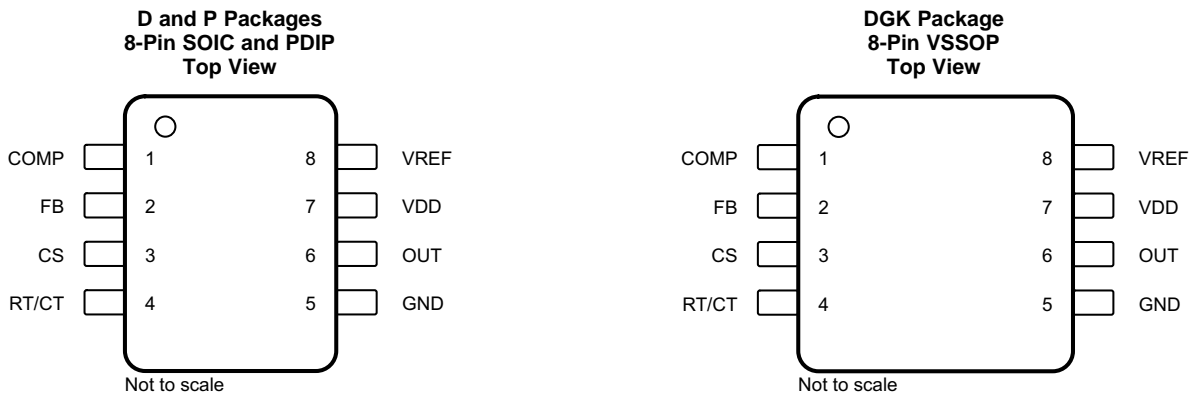 D and P Packages
8-Pin SOIC and PDIP
Top View
COMP 1 8 VREF
FB 2 7 VDD
CS 3 6 OUT
RT/CT 4 5 GND
Not to scale
DGK Package
8-Pin VSSOP
Top View
COMP 1 8 VREF
FB 2 7 VDD
CS 3 6 OUT
RT/CT 4 5 GND
Not to scale